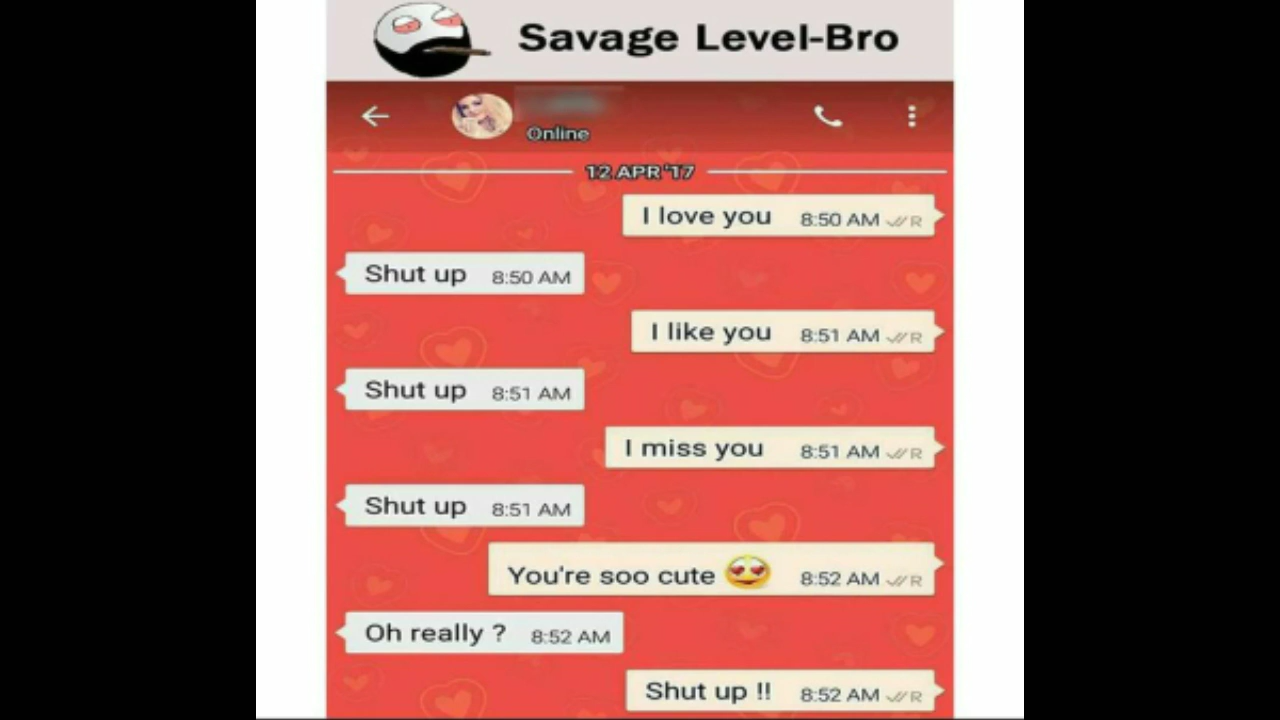 Savage Level-Bro
Online
12 APR '17
I love you 8:50 AM R
Shut up 8:50 AM
I like you 8:51 AM R
Shut up 8:51 AM
I miss you 8:51 AM R
Shut up 8:51 AM
You're soo cute 😍 8:52 AM R
Oh really ? 8:52 AM
Shut up !! 8:52 AM R